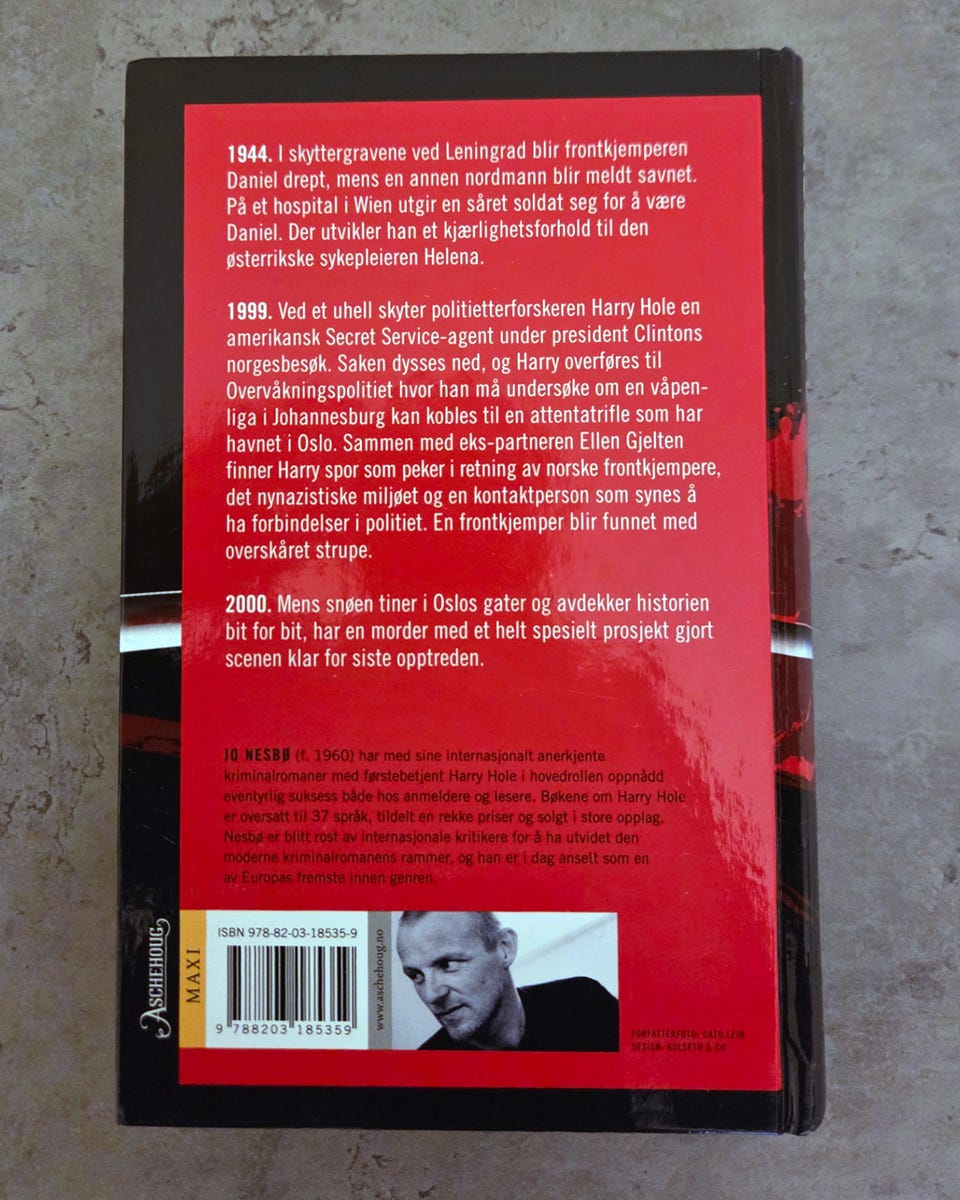 1944. I skyttergravene ved Leningrad blir frontkjemperen
Daniel drept, mens en annen nordmann blir meldt savnet.
På et hospital i Wien utgir en såret soldat seg for å være
Daniel. Der utvikler han et kjærlighetsforhold til den
østerrikske sykepleieren Helena.
1999. Ved et uhell skyter politietterforskeren Harry Hole en
amerikansk Secret Service-agent under president Clintons
norgesbesøk. Saken dysses ned, og Harry overføres til
Overvåkningspolitiet hvor han må undersøke om en våpen-
liga i Johannesburg kan kobles til en attentatrifle som har
havnet i Oslo. Sammen med eks-partneren Ellen Gjelten
finner Harry spor som peker i retning av norske frontkjempere,
det nynazistiske miljøet og en kontaktperson som synes å
ha forbindelser i politiet. En frontkjemper blir funnet med
overskåret strupe.
2000. Mens snøen tiner i Oslos gater og avdekker historien
bit for bit, har en morder med et helt spesielt prosjekt gjort
scenen klar for siste opptreden.
JO NESBØ (f. 1960) har med sine internasjonalt anerkjente
kriminalromaner med førstebetjent Harry Hole i hovedrollen oppnådd
eventyrlig suksess både hos anmeldere og lesere. Bøkene om Harry Hole
er oversatt til 37 språk, tildelt en rekke priser og solgt i store opplag.
Nesbø er blitt rost av internasjonale kritikere for å ha utvidet den
moderne kriminalromanens rammer, og han er i dag ansett som en
av Europas fremste innen genren.
ASCHEHOUG
MAXI
ISBN 978-82-03-18535-9
9 788203 185359
www.aschehoug.no
FORFATTERFOTO: CATO LEIN
DESIGN: KULSETH & CO